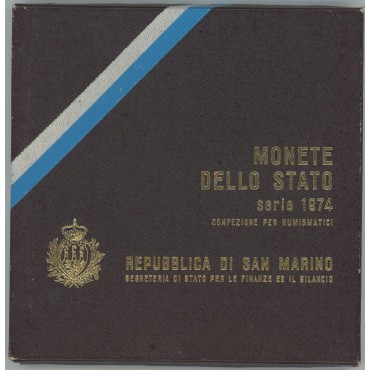 MONETE
DELLO STATO
serie 1974
CONFEZIONE PER NUMISMATICI
REPUBBLICA DI SAN MARINO
SEGRETERIA DI STATO PER LE FINANZE ED IL BILANCIO